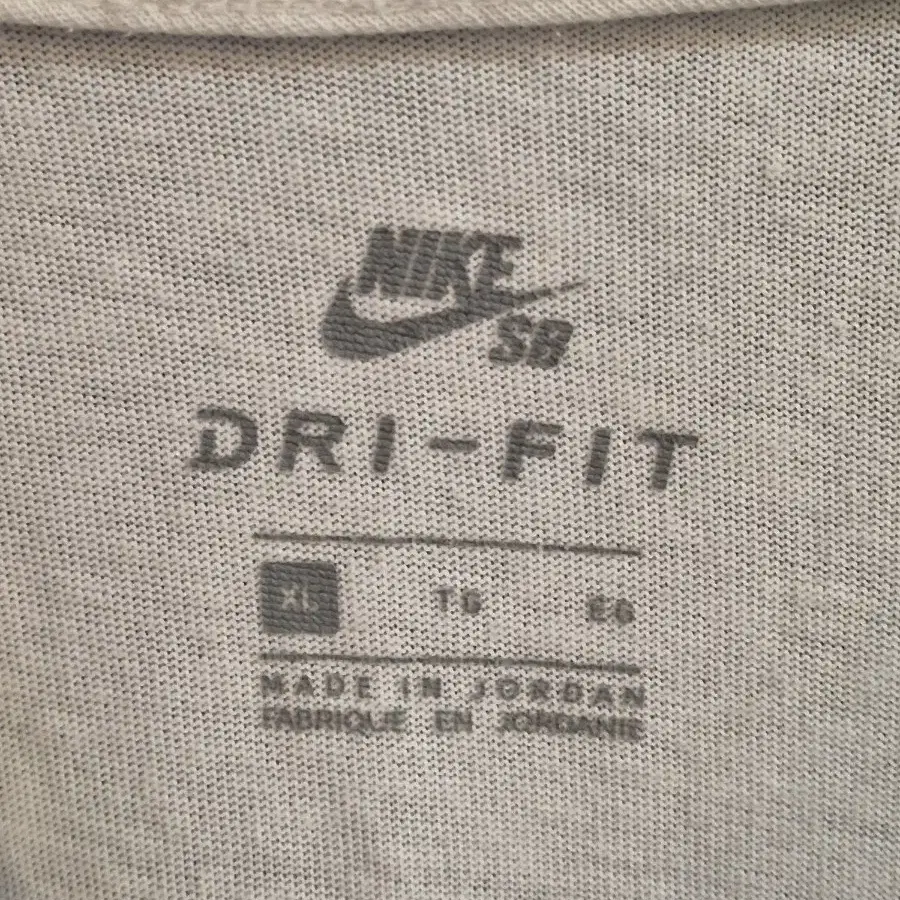 NIKE
SB
DRI-FIT
XL TG EG
MADE IN JORDAN
FABRIQUE EN JORDANIE